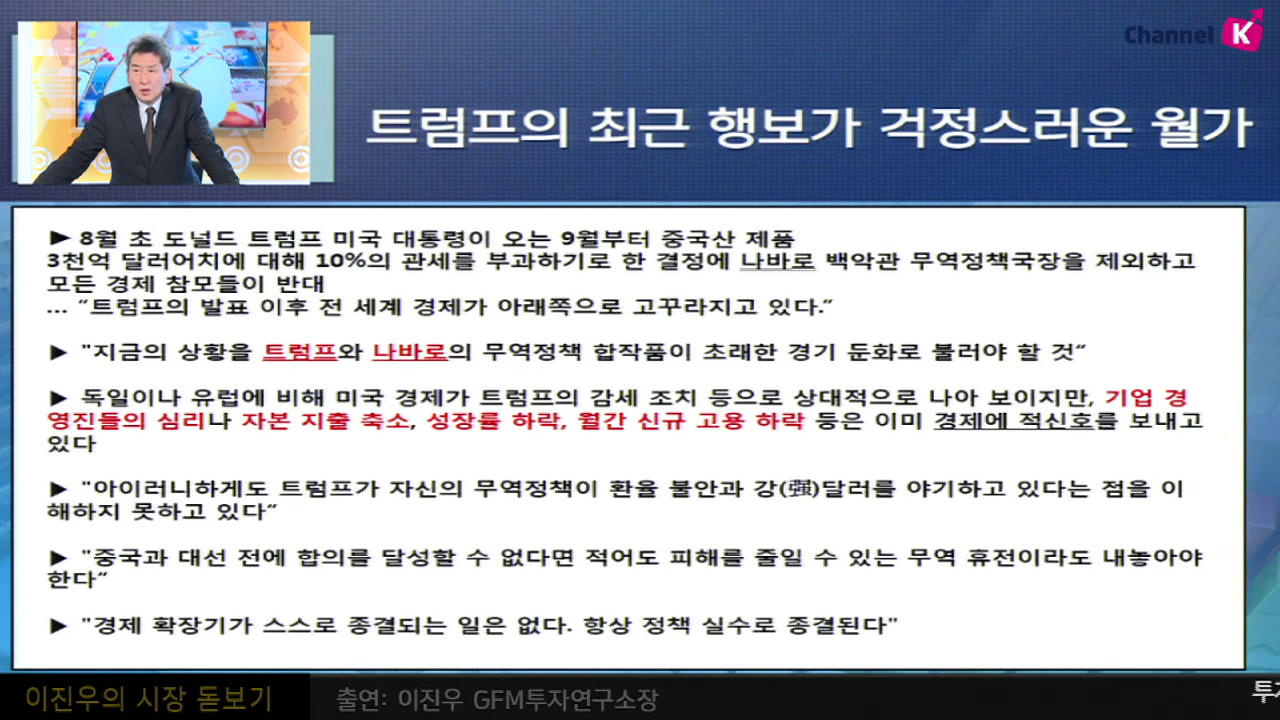 Channel K
트럼프의 최근 행보가 걱정스러운 월가
▶ 8월 초 도널드 트럼프 미국 대통령이 오는 9월부터 중국산 제품
3천억 달러어치에 대해 10%의 관세를 부과하기로 한 결정에 나바로 백악관 무역정책국장을 제외하고
모든 경제 참모들이 반대
... “트럼프의 발표 이후 전 세계 경제가 아래쪽으로 고꾸라지고 있다.”
▶ "지금의 상황을 트럼프와 나바로의 무역정책 합작품이 초래한 경기 둔화로 불러야 할 것”
▶ 독일이나 유럽에 비해 미국 경제가 트럼프의 감세 조치 등으로 상대적으로 나아 보이지만, 기업 경
영진들의 심리나 자본 지출 축소, 성장률 하락, 월간 신규 고용 하락 등은 이미 경제에 적신호를 보내고
있다
▶ "아이러니하게도 트럼프가 자신의 무역정책이 환율 불안과 강(强)달러를 야기하고 있다는 점을 이
해하지 못하고 있다”
▶ "중국과 대선 전에 합의를 달성할 수 없다면 적어도 피해를 줄일 수 있는 무역 휴전이라도 내놓아야
한다”
▶ "경제 확장기가 스스로 종결되는 일은 없다. 항상 정책 실수로 종결된다"
이진우의 시장 돋보기
출연: 이진우 GFM투자연구소장